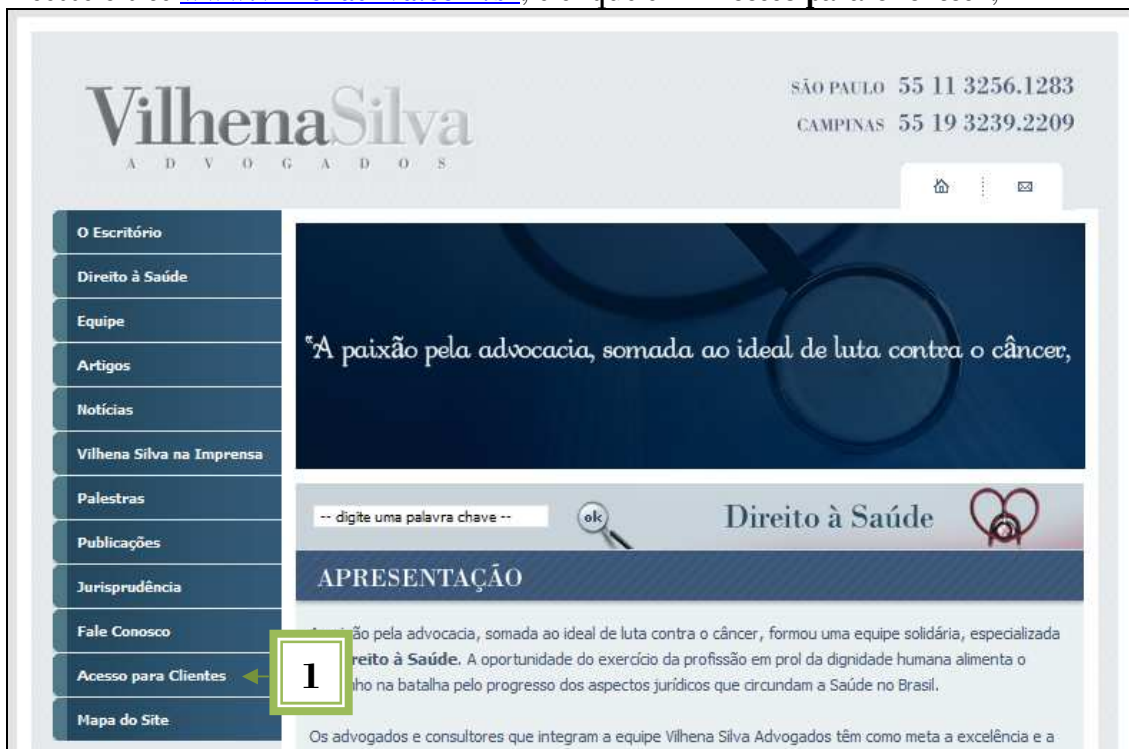 VilhenaSilva
ADVOGADOS
SÃO PAULO 55 11 3256.1283
CAMPINAS 55 19 3239.2209
O Escritório
Direito à Saúde
Equipe
Artigos
Notícias
Vilhena Silva na Imprensa
Palestras
Publicações
Jurisprudência
Fale Conosco
Acesso para Clientes
Mapa do Site
1
"A paixão pela advocacia, somada ao ideal de luta contra o câncer,
-- digite uma palavra chave --
ok
Direito à Saúde
APRESENTAÇÃO
pela advocacia, somada ao ideal de luta contra o câncer, formou uma equipe solidária, especializada
à Saúde. A oportunidade do exercício da profissão em prol da dignidade humana alimenta o
na batalha pelo progresso dos aspectos jurídicos que circundam a Saúde no Brasil.
Os advogados e consultores que integram a equipe Vilhena Silva Advogados têm como meta a excelência e a